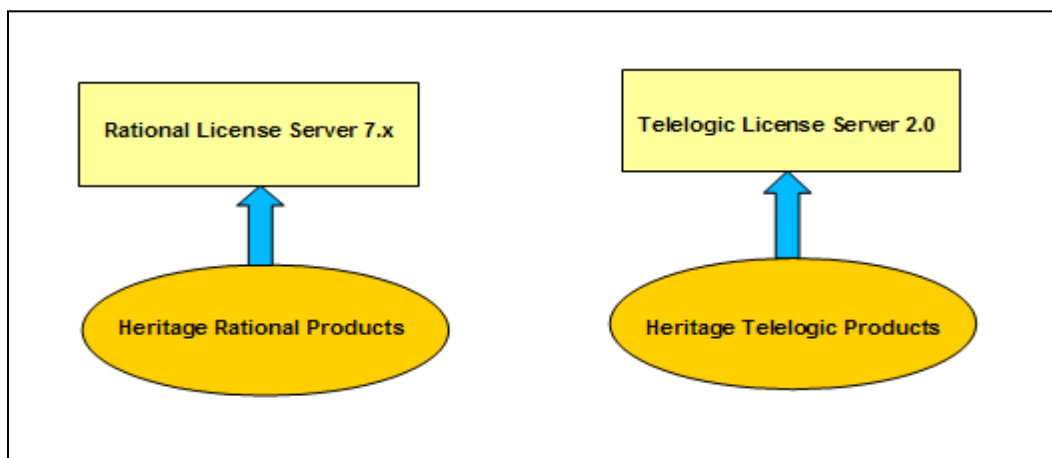 Rational License Server 7.x
Telelogic License Server 2.0
Heritage Rational Products
Heritage Telelogic Products